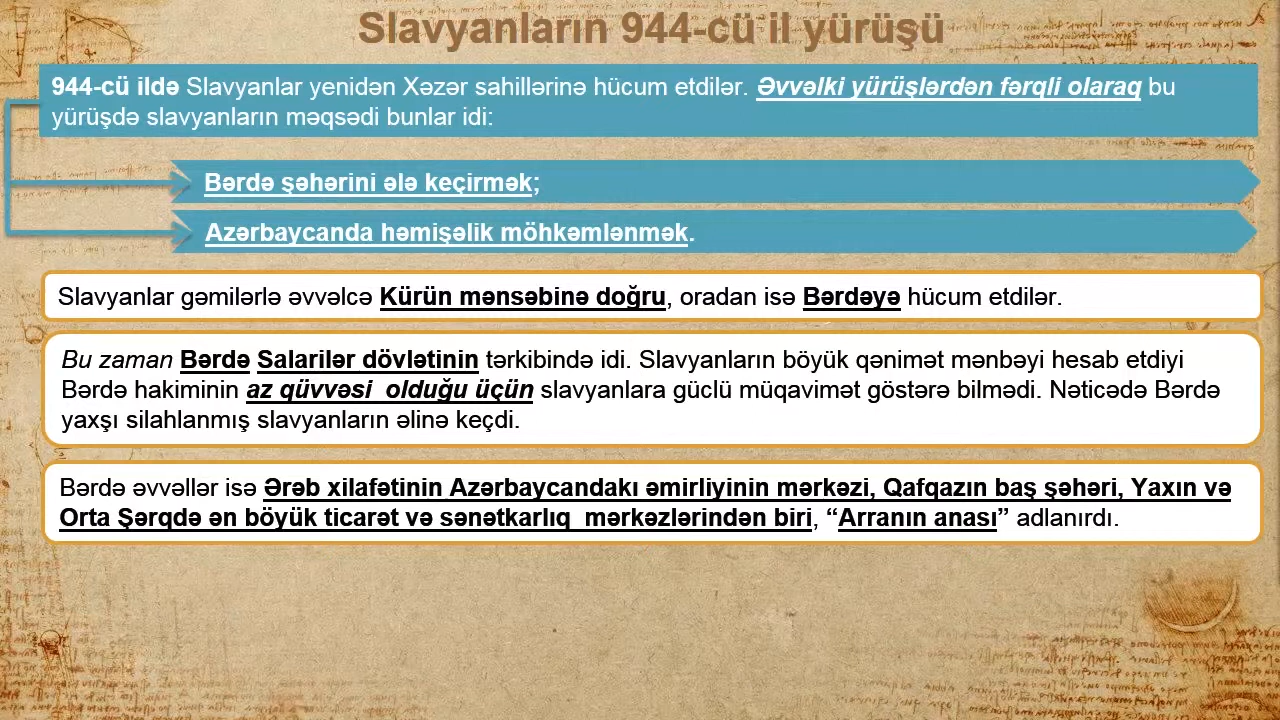 Slavyanların 944-cü il yürüşü
944-cü ildə Slavyanlar yenidən Xəzər sahillərinə hücum etdilər. Əvvəlki yürüşlərdən fərqli olaraq bu
yürüşdə slavyanların məqsədi bunlar idi:
Bərdə şəhərini ələ keçirmək;
Azərbaycanda həmişəlik möhkəmlənmək.
Slavyanlar gəmilərlə əvvəlcə Kürün mənsəbinə doğru, oradan isə Bərdəyə hücum etdilər.
Bu zaman Bərdə Salarilər dövlətinin tərkibində idi. Slavyanların böyük qənimət mənbəyi hesab etdiyi
Bərdə hakiminin az qüvvəsi  olduğu üçün slavyanlara güclü müqavimət göstərə bilmədi. Nəticədə Bərdə
yaxşı silahlanmış slavyanların əlinə keçdi.
Bərdə əvvəllər isə Ərəb xilafətinin Azərbaycandakı əmirliyinin mərkəzi, Qafqazın baş şəhəri, Yaxın və
Orta Şərqdə ən böyük ticarət və sənətkarlıq  mərkəzlərindən biri, “Arranın anası” adlanırdı.